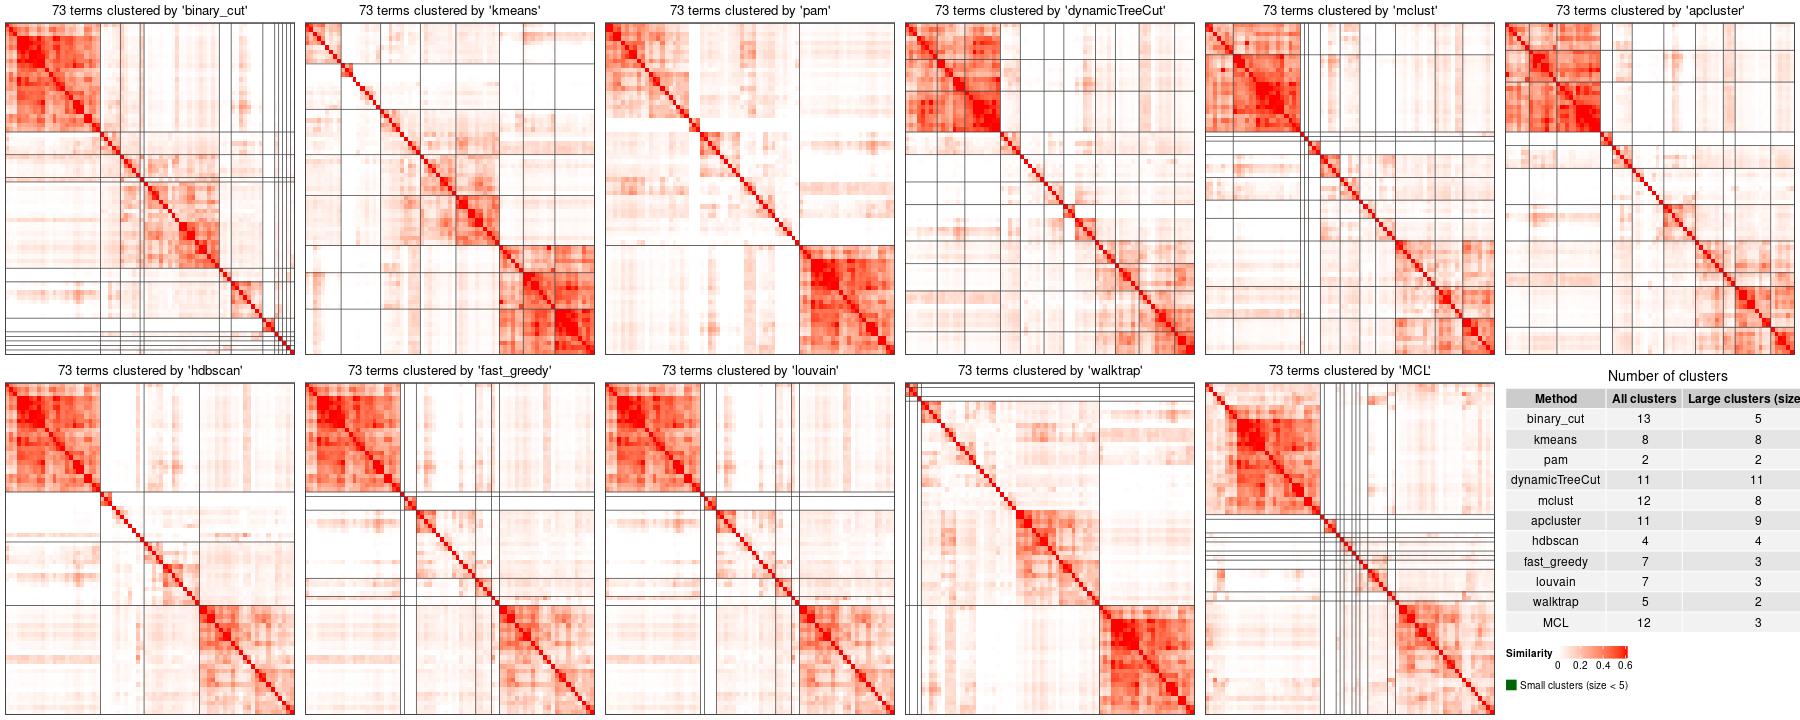 73 terms clustered by 'binary_cut'
73 terms clustered by 'kmeans'
73 terms clustered by 'pam'
73 terms clustered by 'dynamicTreeCut'
73 terms clustered by 'mclust'
73 terms clustered by 'apcluster'
73 terms clustered by 'hdbscan'
73 terms clustered by 'fast_greedy'
73 terms clustered by 'louvain'
73 terms clustered by 'walktrap'
73 terms clustered by 'MCL'
Number of clusters
Method All clusters Large clusters (size
binary_cut 13 5
kmeans 8 8
pam 2 2
dynamicTreeCut 11 11
mclust 12 8
apcluster 11 9
hdbscan 4 4
fast_greedy 7 3
louvain 7 3
walktrap 5 2
MCL 12 3
Similarity
0 0.2 0.4 0.6
Small clusters (size < 5)